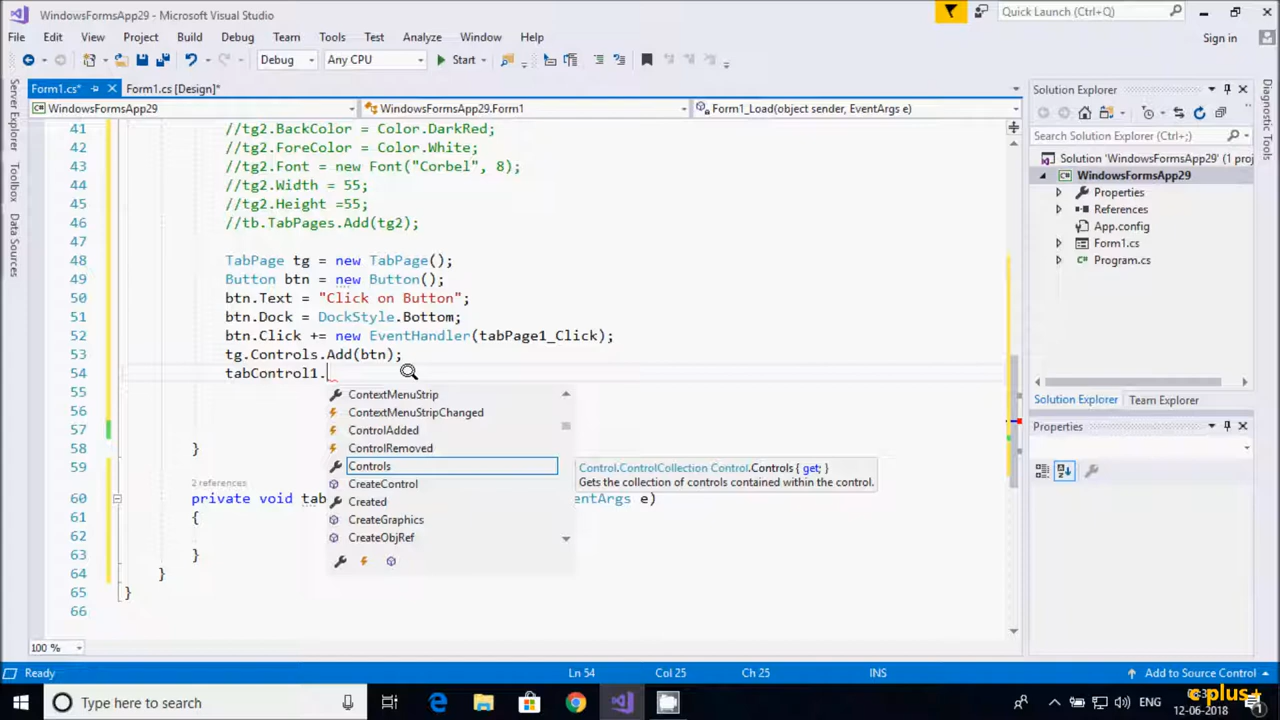 WindowsFormsApp29 - Microsoft Visual Studio
Quick Launch (Ctrl+Q)
File Edit View Project Build Debug Team Tools Test Analyze Window Help
Sign in
Debug Any CPU Start
Server Explorer
Toolbox
Data Sources
Form1.cs* Form1.cs [Design]*
WindowsFormsApp29 WindowsFormsApp29.Form1 Form1_Load(object sender, EventArgs e)
41 //tg2.BackColor = Color.DarkRed;
42 //tg2.ForeColor = Color.White;
43 //tg2.Font = new Font("Corbel", 8);
44 //tg2.Width = 55;
45 //tg2.Height =55;
46 //tb.TabPages.Add(tg2);
47
48 TabPage tg = new TabPage();
49 Button btn = new Button();
50 btn.Text = "Click on Button";
51 btn.Dock = DockStyle.Bottom;
52 btn.Click += new EventHandler(tabPage1_Click);
53 tg.Controls.Add(btn);
54 tabControl1.
55
56
57
58 }
59
2 references
60 private void tab entArgs e)
61 {
62
63 }
64 }
65 }
66
ContextMenuStrip
ContextMenuStripChanged
ControlAdded
ControlRemoved
Controls
CreateControl
Created
CreateGraphics
CreateObjRef
Control.ControlCollection Control.Controls { get; }
Gets the collection of controls contained within the control.
100 %
Solution Explorer
Search Solution Explorer (Ctrl+;)
Solution 'WindowsFormsApp29' (1 proj
WindowsFormsApp29
Properties
References
App.config
Form1.cs
Program.cs
Solution Explorer Team Explorer
Properties
Diagnostic Tools
Ready Ln 54 Col 25 Ch 25 INS Add to Source Control
Type here to search
ENG
12-06-2018
c plus+
1